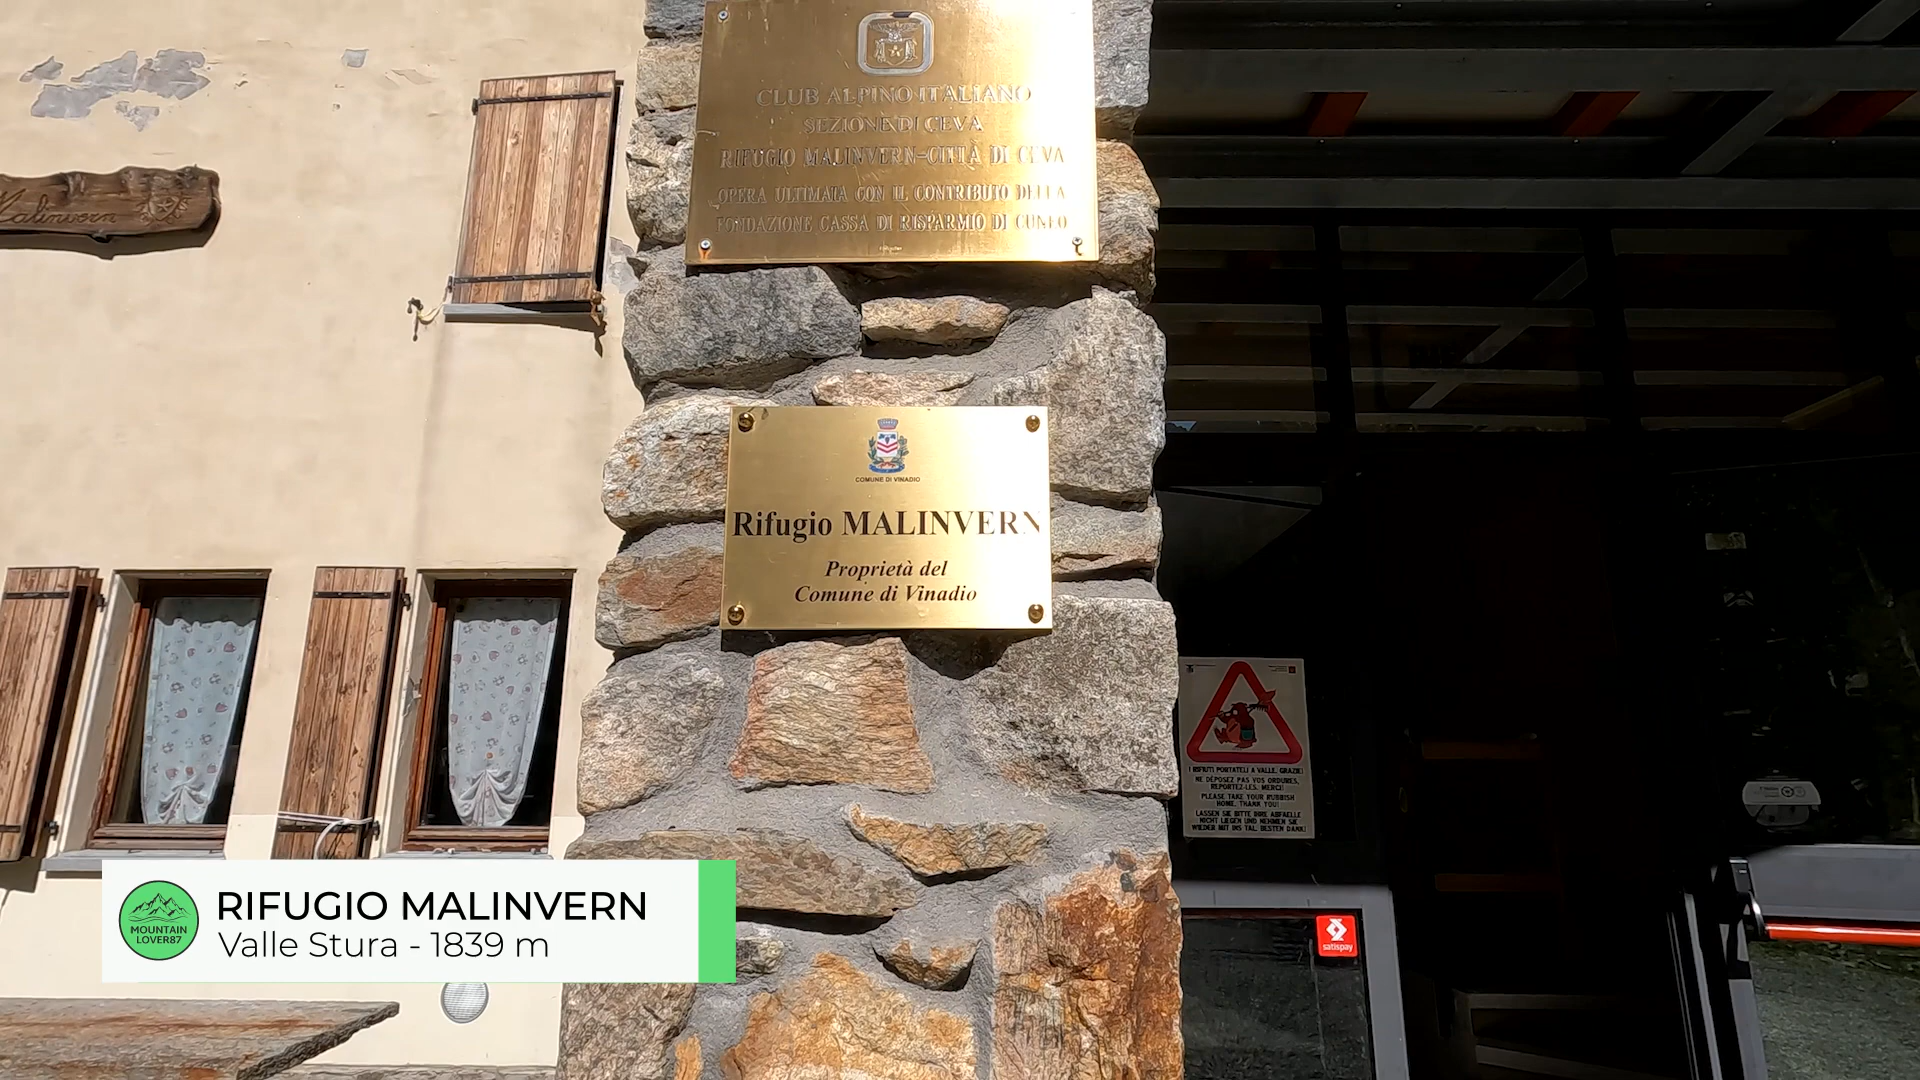 CLUB ALPINO ITALIANO
SEZIONE DI CEVA
RIFUGIO MALINVERN-CITTÀ DI CEVA
OPERA ULTIMATA CON IL CONTRIBUTO DELLA
FONDAZIONE CASSA DI RISPARMIO DI CUNEO
Malinvern
COMUNE DI VINADIO
Rifugio MALINVERN
Proprietà del
Comune di Vinadio
I RIFIUTI PORTATELI A VALLE. GRAZIE!
NE DEPOSEZ PAS VOS ORDURES,
REPORTEZ-LES. MERCI!
PLEASE TAKE YOUR RUBBISH
HOME. THANK YOU!
LASSEN SIE BITTE IHRE ABFAELLE
NICHT LIEGEN UND NEHMEN SIE
WIEDER MIT INS TAL. BESTEN DANK!
satispay
MOUNTAIN
LOVER87
RIFUGIO MALINVERN
Valle Stura - 1839 m